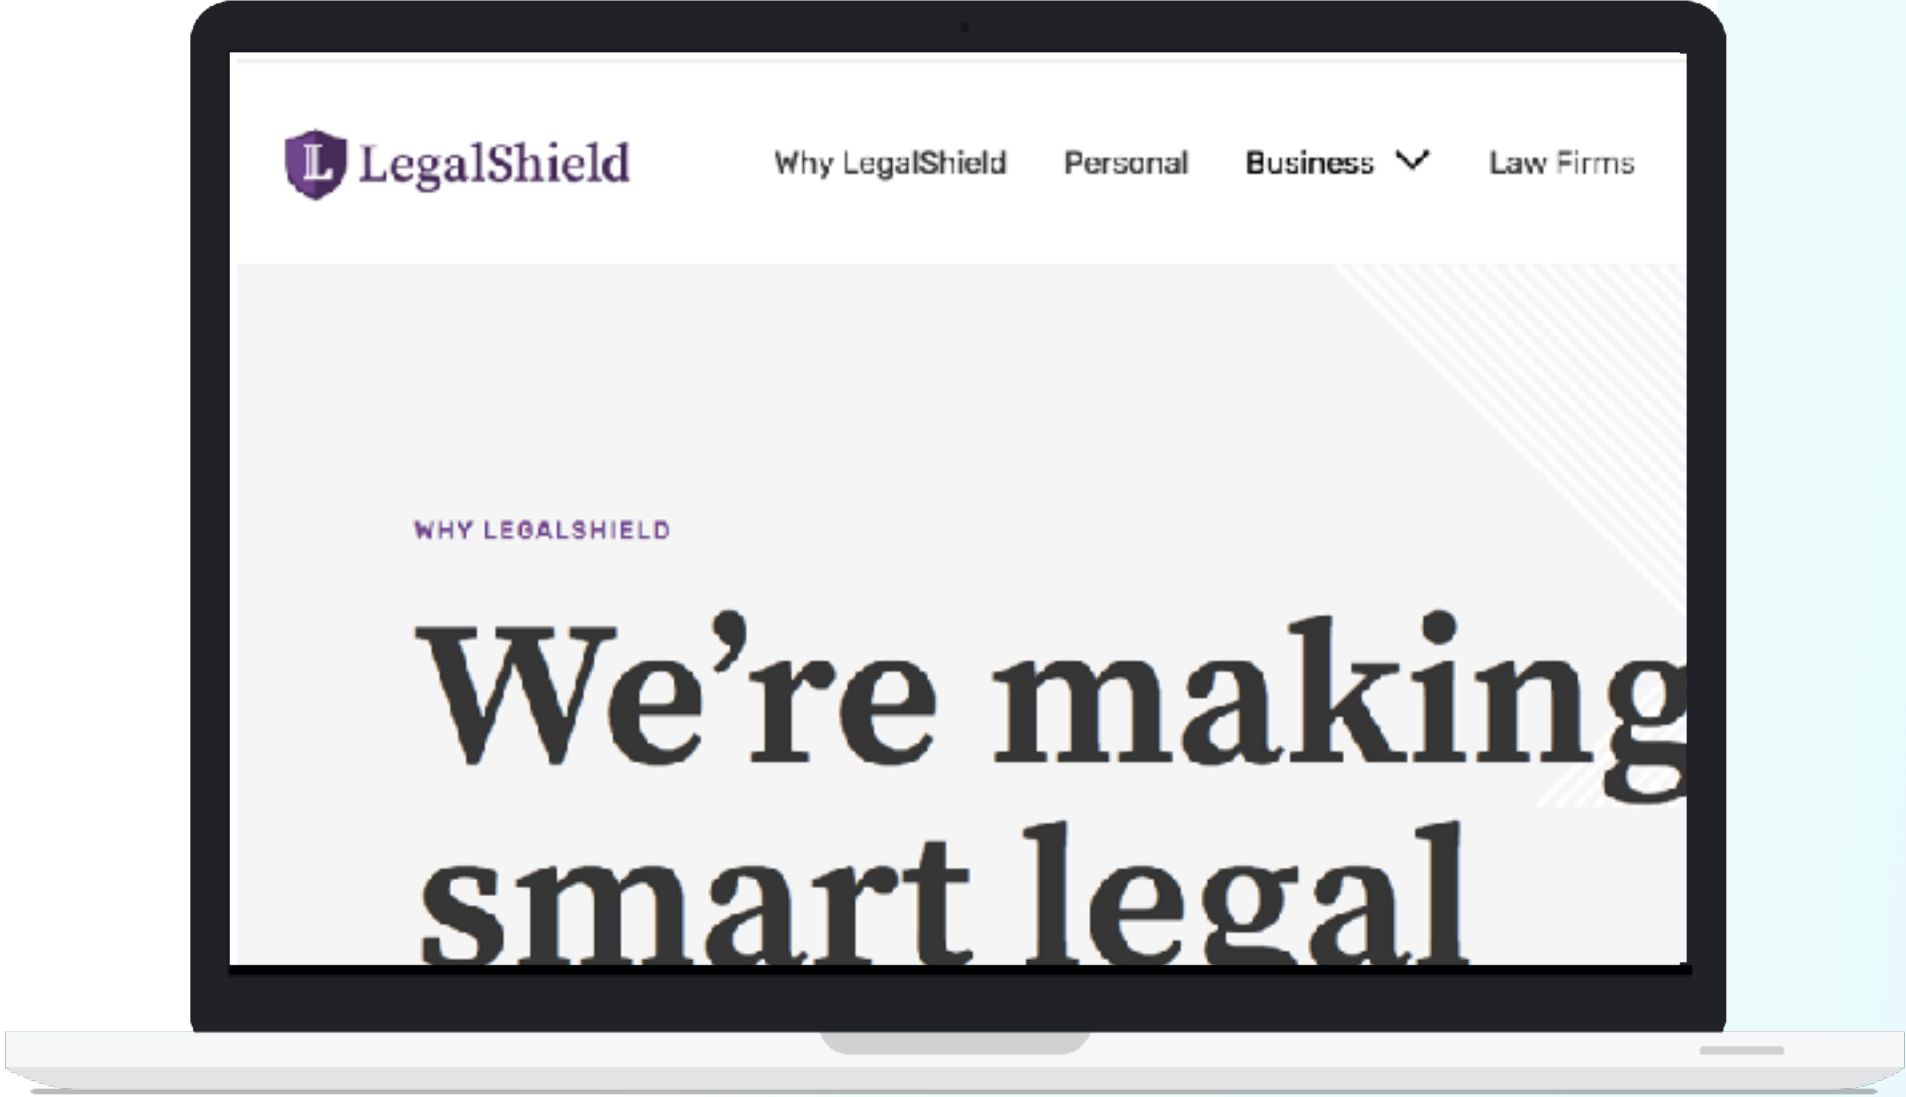 L LegalShield
Why LegalShield Personal Business Law Firms
WHY LEGALSHIELD
We’re making
smart legal